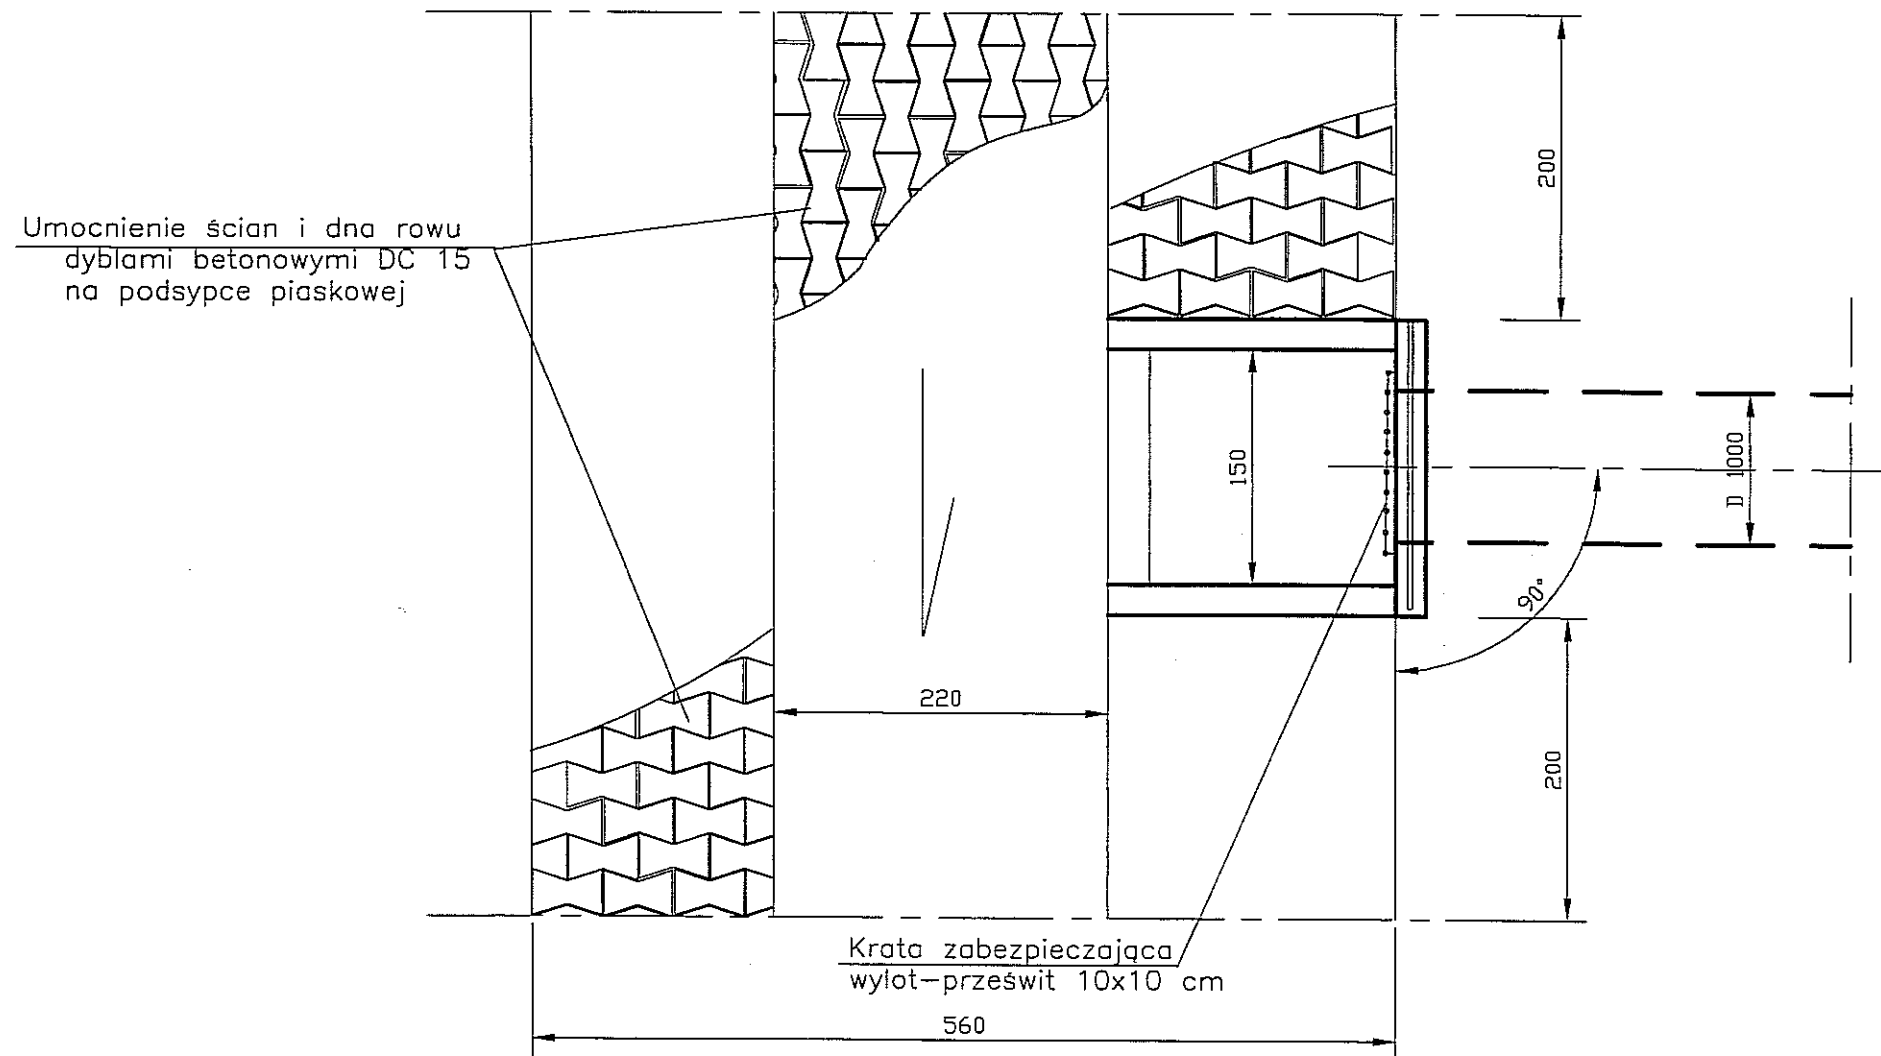 Umocnienie ścian i dna rowu
dyblami betonowymi DC 15
na podsypce piaskowej
200
150
D 1000
90°
220
200
Krata zabezpieczająca
wylot-prześwit 10x10 cm
560